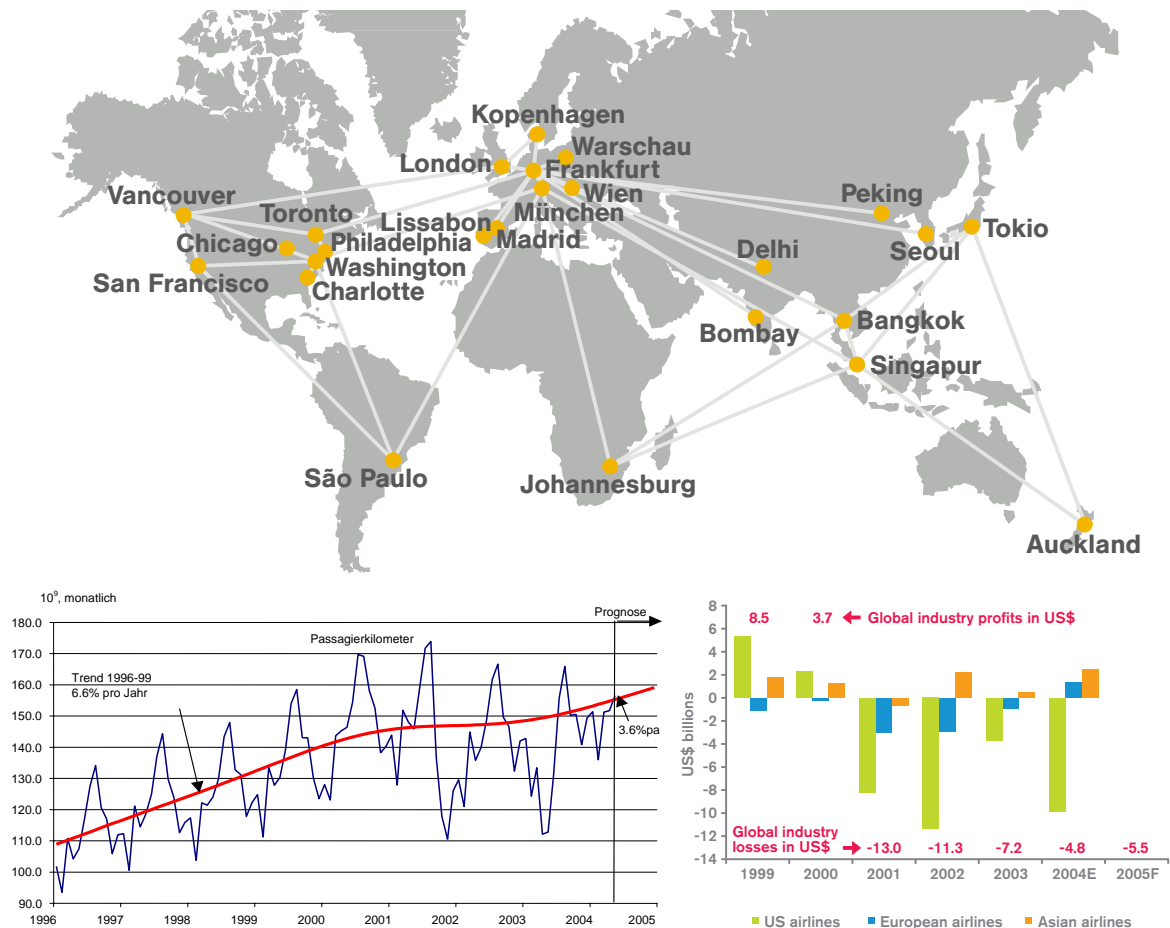 Kopenhagen
Warschau
London
Frankfurt
Wien
Vancouver
Peking
Toronto
Lissabon
München
Tokio
Chicago
Philadelphia
Madrid
Delhi
Seoul
San Francisco
Washington
Charlotte
Bombay
Bangkok
Singapur
São Paulo
Johannesburg
Auckland
10⁹, monatlich
Prognose
180.0
Passagierkilometer
170.0
Trend 1996-99
6.6% pro Jahr
160.0
150.0
3.6%pa
140.0
130.0
120.0
110.0
100.0
90.0
1996 1997 1998 1999 2000 2001 2002 2003 2004 2005
US$ billions
8
6
4
2
0
-2
-4
-6
-8
-10
-12
-14
8.5 3.7 ← Global industry profits in US$
Global industry
losses in US$ → -13.0 -11.3 -7.2 -4.8 -5.5
1999 2000 2001 2002 2003 2004E 2005F
US airlines European airlines Asian airlines